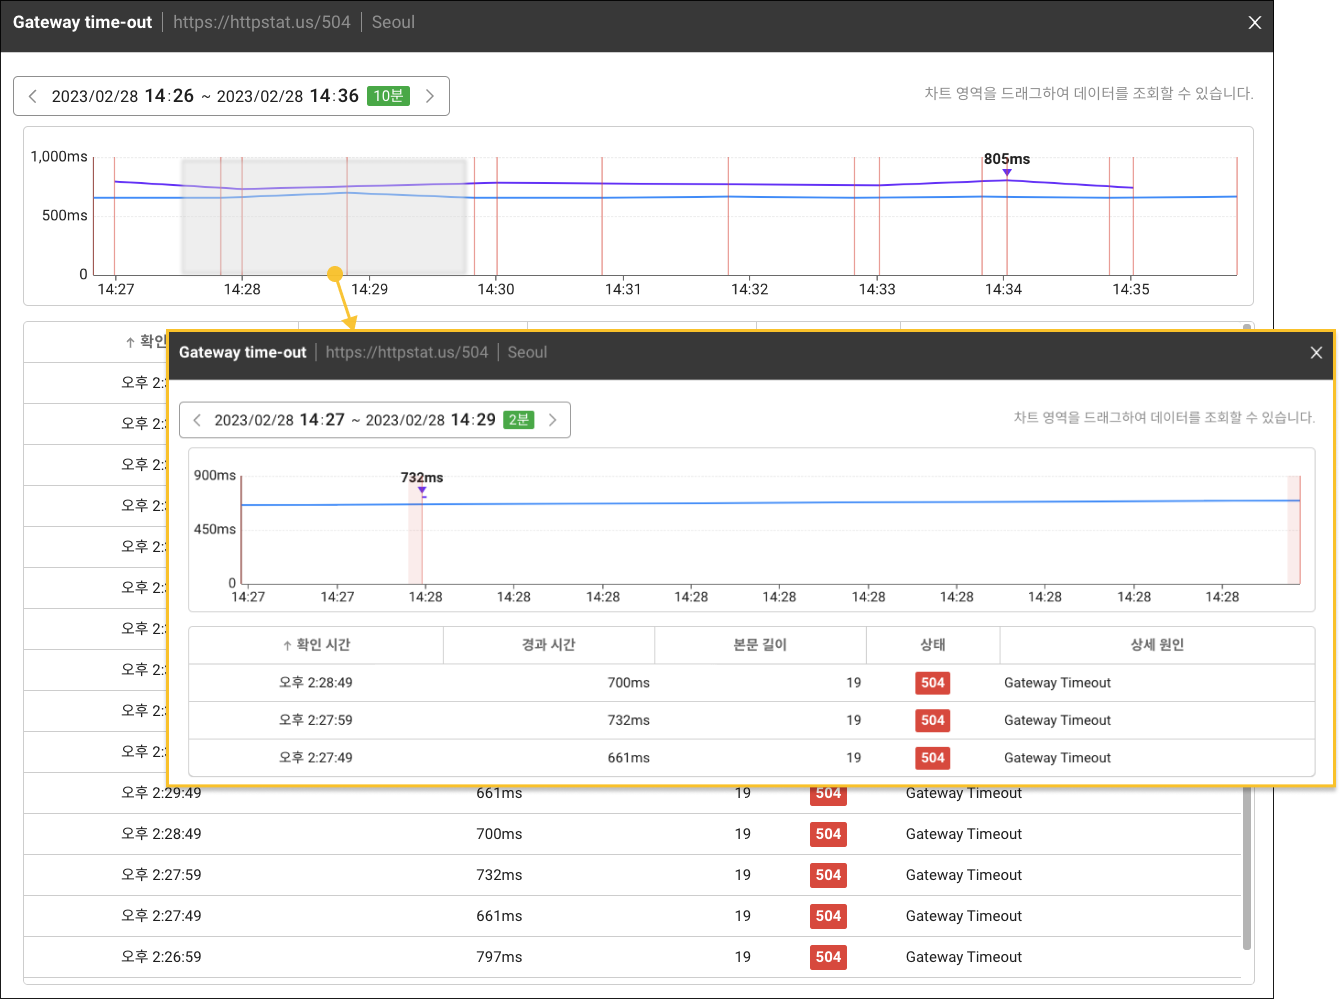 Gateway time-out | https://httpstat.us/504 | Seoul
2023/02/28 14:26 ~ 2023/02/28 14:36 10분
차트 영역을 드래그하여 데이터를 조회할 수 있습니다.
1,000ms
500ms
0
805ms
14:27 14:28 14:29 14:30 14:31 14:32 14:33 14:34 14:35
↑ 확인
오후 2:
오후 2:
오후 2:
오후 2:
오후 2:
오후 2:
오후 2:
오후 2:
오후 2:
오후 2:
Gateway time-out | https://httpstat.us/504 | Seoul
2023/02/28 14:27 ~ 2023/02/28 14:29 2분
차트 영역을 드래그하여 데이터를 조회할 수 있습니다.
900ms
450ms
0
732ms
14:27 14:27 14:28 14:28 14:28 14:28 14:28 14:28 14:28 14:28 14:28 14:28
↑ 확인 시간 경과 시간 본문 길이 상태 상세 원인
오후 2:28:49 700ms 19 504 Gateway Timeout
오후 2:27:59 732ms 19 504 Gateway Timeout
오후 2:27:49 661ms 19 504 Gateway Timeout
오후 2:29:49 661ms 19 504 Gateway Timeout
오후 2:28:49 700ms 19 504 Gateway Timeout
오후 2:27:59 732ms 19 504 Gateway Timeout
오후 2:27:49 661ms 19 504 Gateway Timeout
오후 2:26:59 797ms 19 504 Gateway Timeout